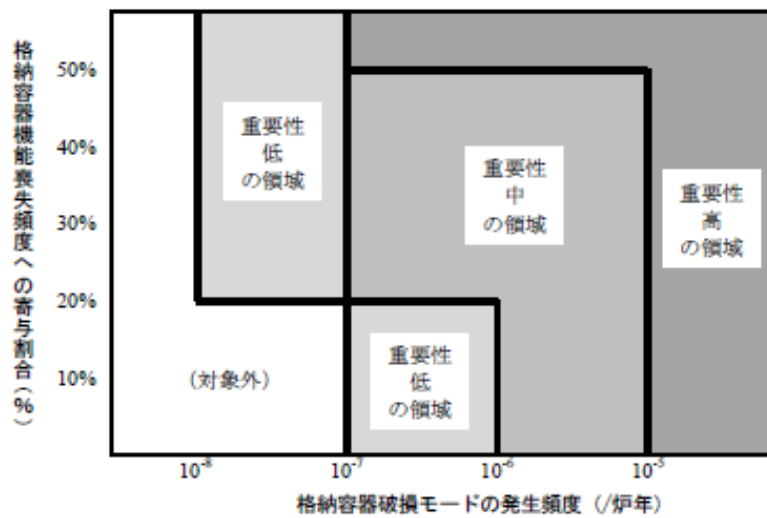 格納容器機能喪失頻度への寄与割合(%)
50%
40%
30%
20%
10%
重要性
低
の領域
重要性
中
の領域
重要性
高
の領域
(対象外)
重要性
低
の領域
10⁻⁸
10⁻⁷
10⁻⁶
10⁻⁵
格納容器破損モードの発生頻度（/炉年）